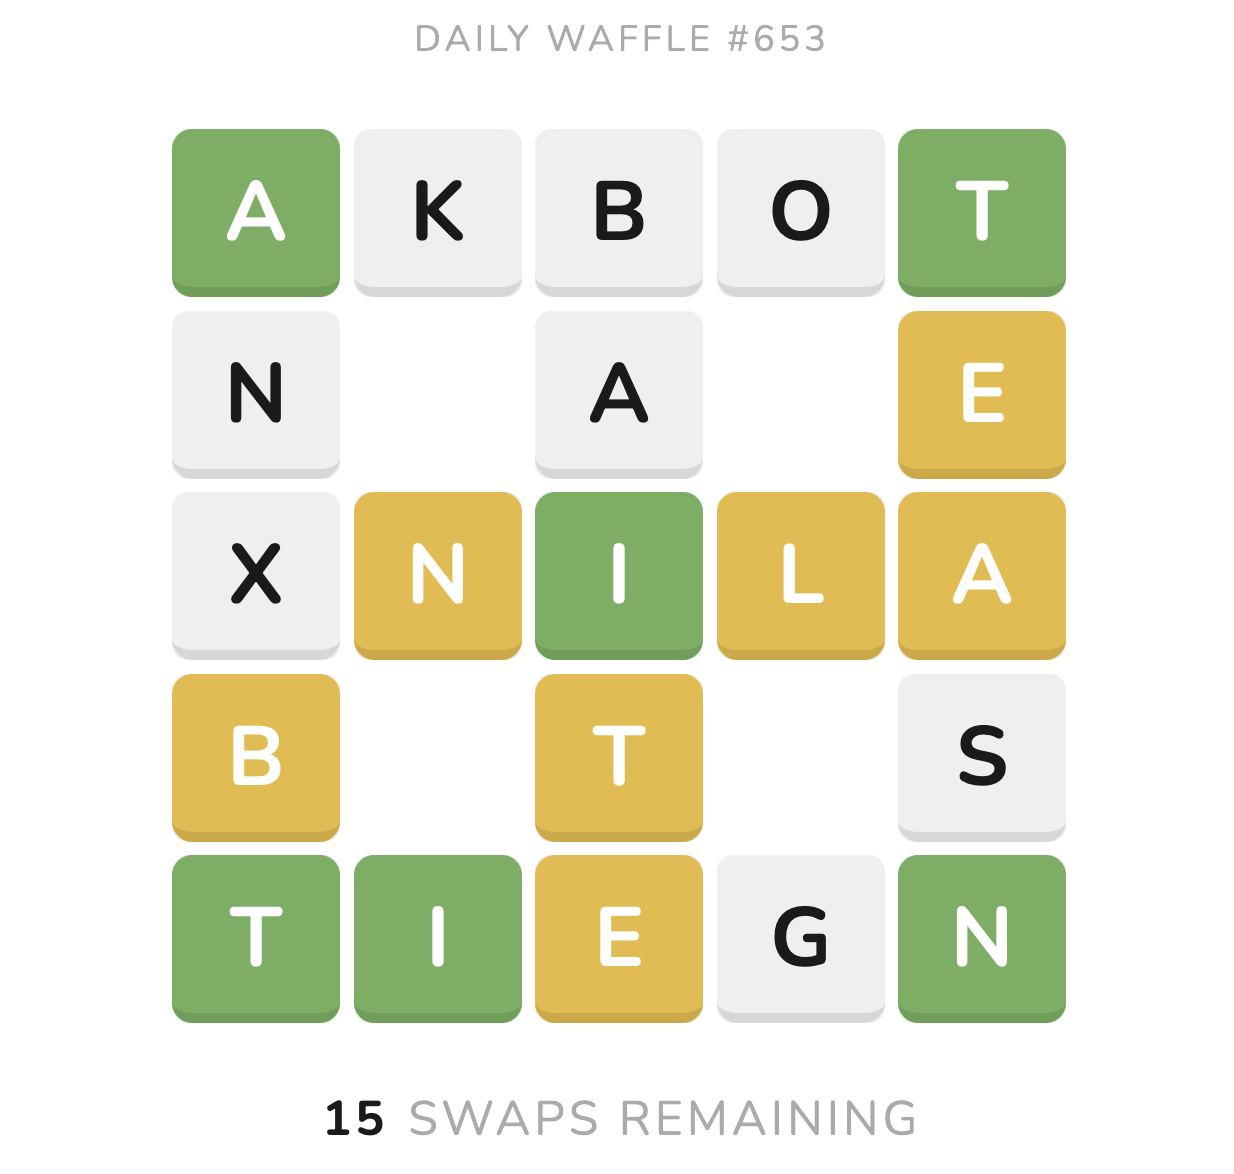 DAILY WAFFLE #653
A K B O T
N A E
X N I L A
B T S
T I E G N
15 SWAPS REMAINING